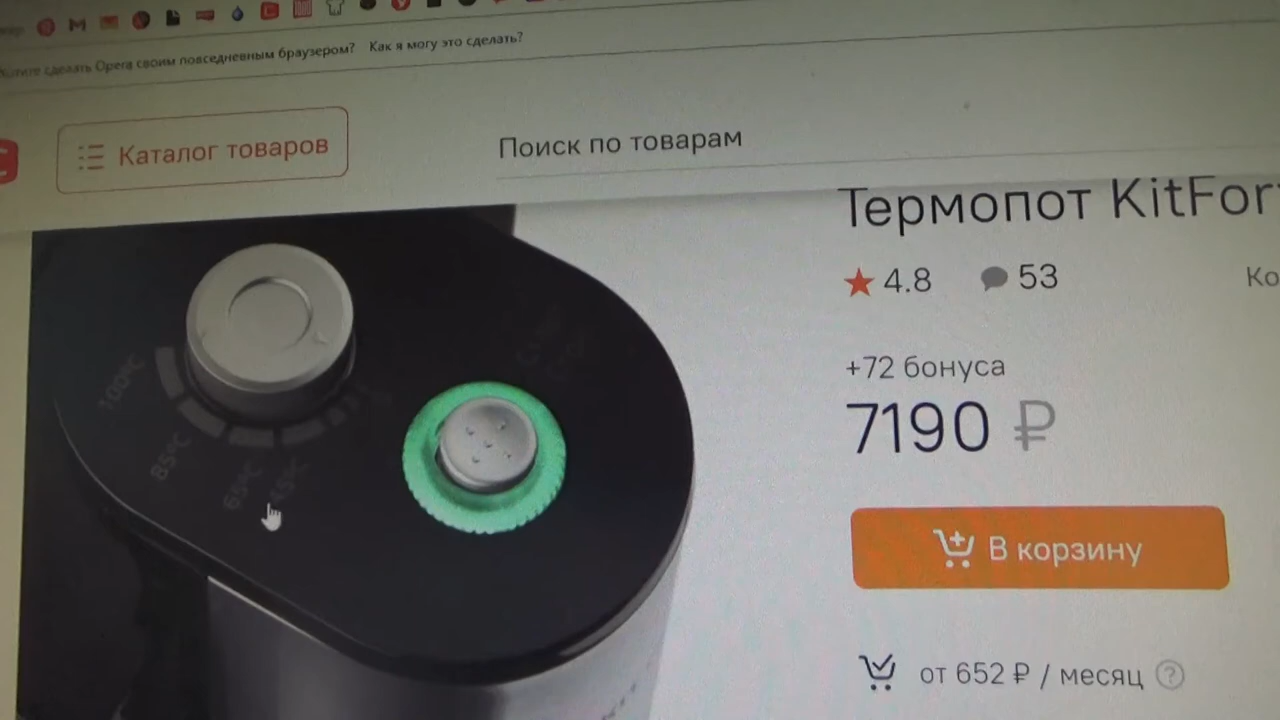 Хотите сделать Opera своим повседневным браузером? Как я могу это сделать?
Каталог товаров
Поиск по товарам
Термопот KitFor
4.8
53
Ко
+72 бонуса
7190 ₽
100°C
85°C
65°C
В корзину
от 652 ₽ / месяц ?